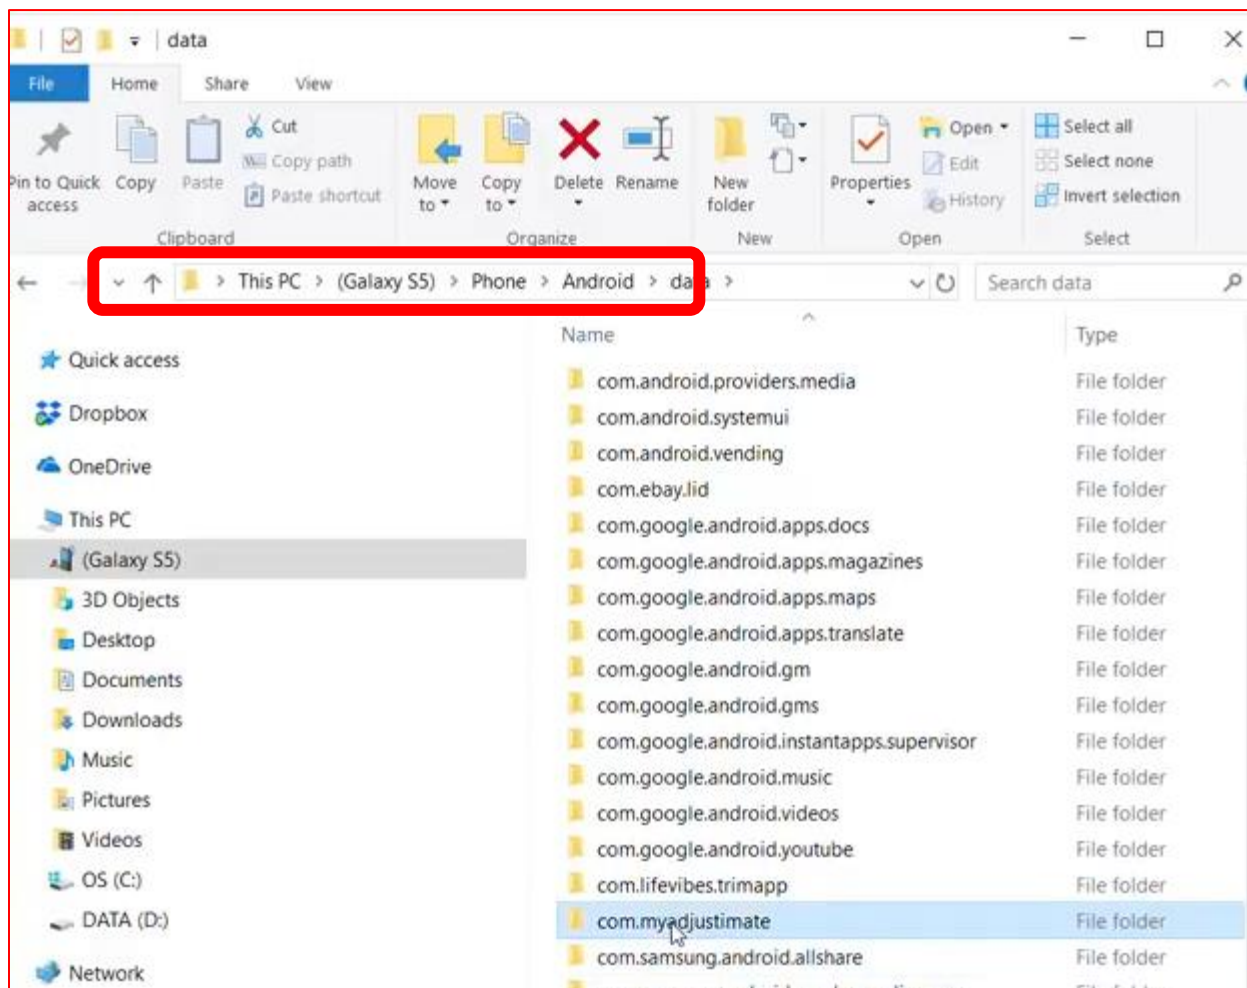 data
File Home Share View
Pin to Quick access
Copy
Paste
Cut
Copy path
Paste shortcut
Clipboard
Move to
Copy to
Delete
Rename
Organize
New folder
New
Properties
Open
Edit
History
Open
Select all
Select none
Invert selection
Select
This PC > (Galaxy S5) > Phone > Android > data >
Search data
Quick access
Dropbox
OneDrive
This PC
(Galaxy S5)
3D Objects
Desktop
Documents
Downloads
Music
Pictures
Videos
OS (C:)
DATA (D:)
Network
Name Type
com.android.providers.media File folder
com.android.systemui File folder
com.android.vending File folder
com.ebay.lid File folder
com.google.android.apps.docs File folder
com.google.android.apps.magazines File folder
com.google.android.apps.maps File folder
com.google.android.apps.translate File folder
com.google.android.gm File folder
com.google.android.gms File folder
com.google.android.instantapps.supervisor File folder
com.google.android.music File folder
com.google.android.videos File folder
com.google.android.youtube File folder
com.lifevibes.trimapp File folder
com.myadjustimate File folder
com.samsung.android.allshare File folder